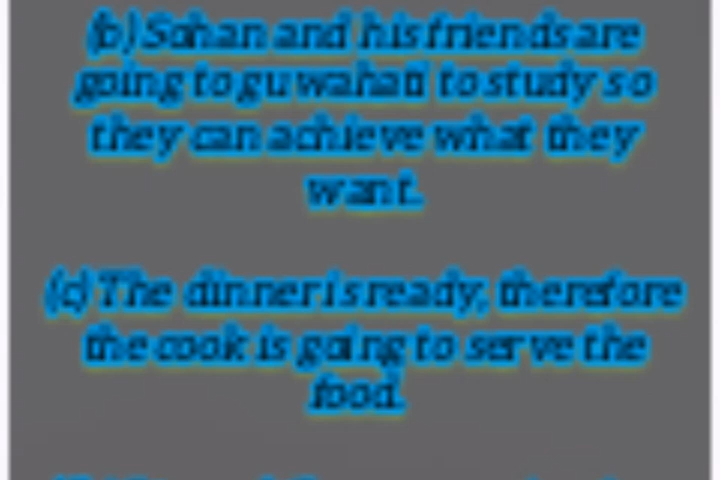 (b) Sohan and his friends are
going to guwahati to study so
they can achieve what they
want.
(c) The dinner is ready, therefore
the cook is going to serve the
food.